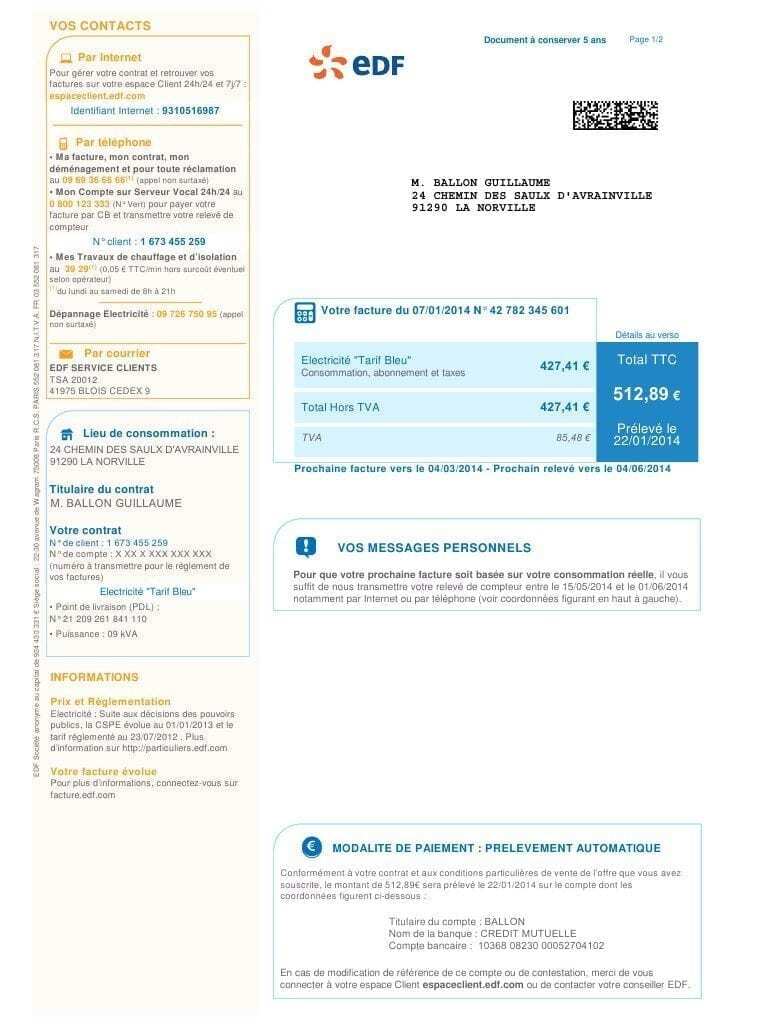 VOS CONTACTS
Par Internet
Pour gérer votre contrat et retrouver vos
factures sur votre espace Client 24h/24 et 7j/7 :
espaceclient.edf.com
Identifiant Internet : 9310516987
Par téléphone
• Ma facture, mon contrat, mon
déménagement et pour toute réclamation
au 09 69 36 66 66(1) (appel non surtaxé)
• Mon Compte sur Serveur Vocal 24h/24 au
0 800 123 333 (N° Vert) pour payer votre
facture par CB et transmettre votre relevé de
compteur
N° client : 1 673 455 259
• Mes Travaux de chauffage et d'isolation
au 39 29(1) (0,05 € TTC/min hors surcoût éventuel
selon opérateur)
(1)du lundi au samedi de 8h à 21h
Dépannage Electricité : 09 726 750 95 (appel
non surtaxé)
Par courrier
EDF SERVICE CLIENTS
TSA 20012
41975 BLOIS CEDEX 9
Lieu de consommation :
24 CHEMIN DES SAULX D'AVRAINVILLE
91290 LA NORVILLE
Titulaire du contrat
M. BALLON GUILLAUME
Votre contrat
N° de client : 1 673 455 259
N° de compte : X XX X XXX XXX XXX
(numéro à transmettre pour le règlement de
vos factures)
Electricité "Tarif Bleu"
• Point de livraison (PDL) :
N° 21 209 261 841 110
• Puissance : 09 kVA
INFORMATIONS
Prix et Réglementation
Electricité : Suite aux décisions des pouvoirs
publics, la CSPE évolue au 01/01/2013 et le
tarif réglementé au 23/07/2012 . Plus
d'information sur http://particuliers.edf.com
Votre facture évolue
Pour plus d'informations, connectez-vous sur
facture.edf.com
EDF Société anonyme au capital de 924 433 331 € Siège social : 22-30 avenue de Wagram 75008 Paris R.C.S. PARIS 552 081 317 N.I T.V.A. FR 03 552 081 317
Document à conserver 5 ans Page 1/2
eDF
M. BALLON GUILLAUME
24 CHEMIN DES SAULX D'AVRAINVILLE
91290 LA NORVILLE
Votre facture du 07/01/2014 N° 42 782 345 601
Détails au verso
Electricité "Tarif Bleu" 427,41 €
Consommation, abonnement et taxes
Total Hors TVA 427,41 €
TVA 85,48 €
Total TTC
512,89 €
Prélevé le
22/01/2014
Prochaine facture vers le 04/03/2014 - Prochain relevé vers le 04/06/2014
VOS MESSAGES PERSONNELS
Pour que votre prochaine facture soit basée sur votre consommation réelle, il vous
suffit de nous transmettre votre relevé de compteur entre le 15/05/2014 et le 01/06/2014
notamment par Internet ou par téléphone (voir coordonnées figurant en haut à gauche).
MODALITE DE PAIEMENT : PRELEVEMENT AUTOMATIQUE
Conformément à votre contrat et aux conditions particulières de vente de l'offre que vous avez
souscrite, le montant de 512,89€ sera prélevé le 22/01/2014 sur le compte dont les
coordonnées figurent ci-dessous :
Titulaire du compte : BALLON
Nom de la banque : CREDIT MUTUELLE
Compte bancaire : 10368 08230 00052704102
En cas de modification de référence de ce compte ou de contestation, merci de vous
connecter à votre espace Client espaceclient.edf.com ou de contacter votre conseiller EDF.